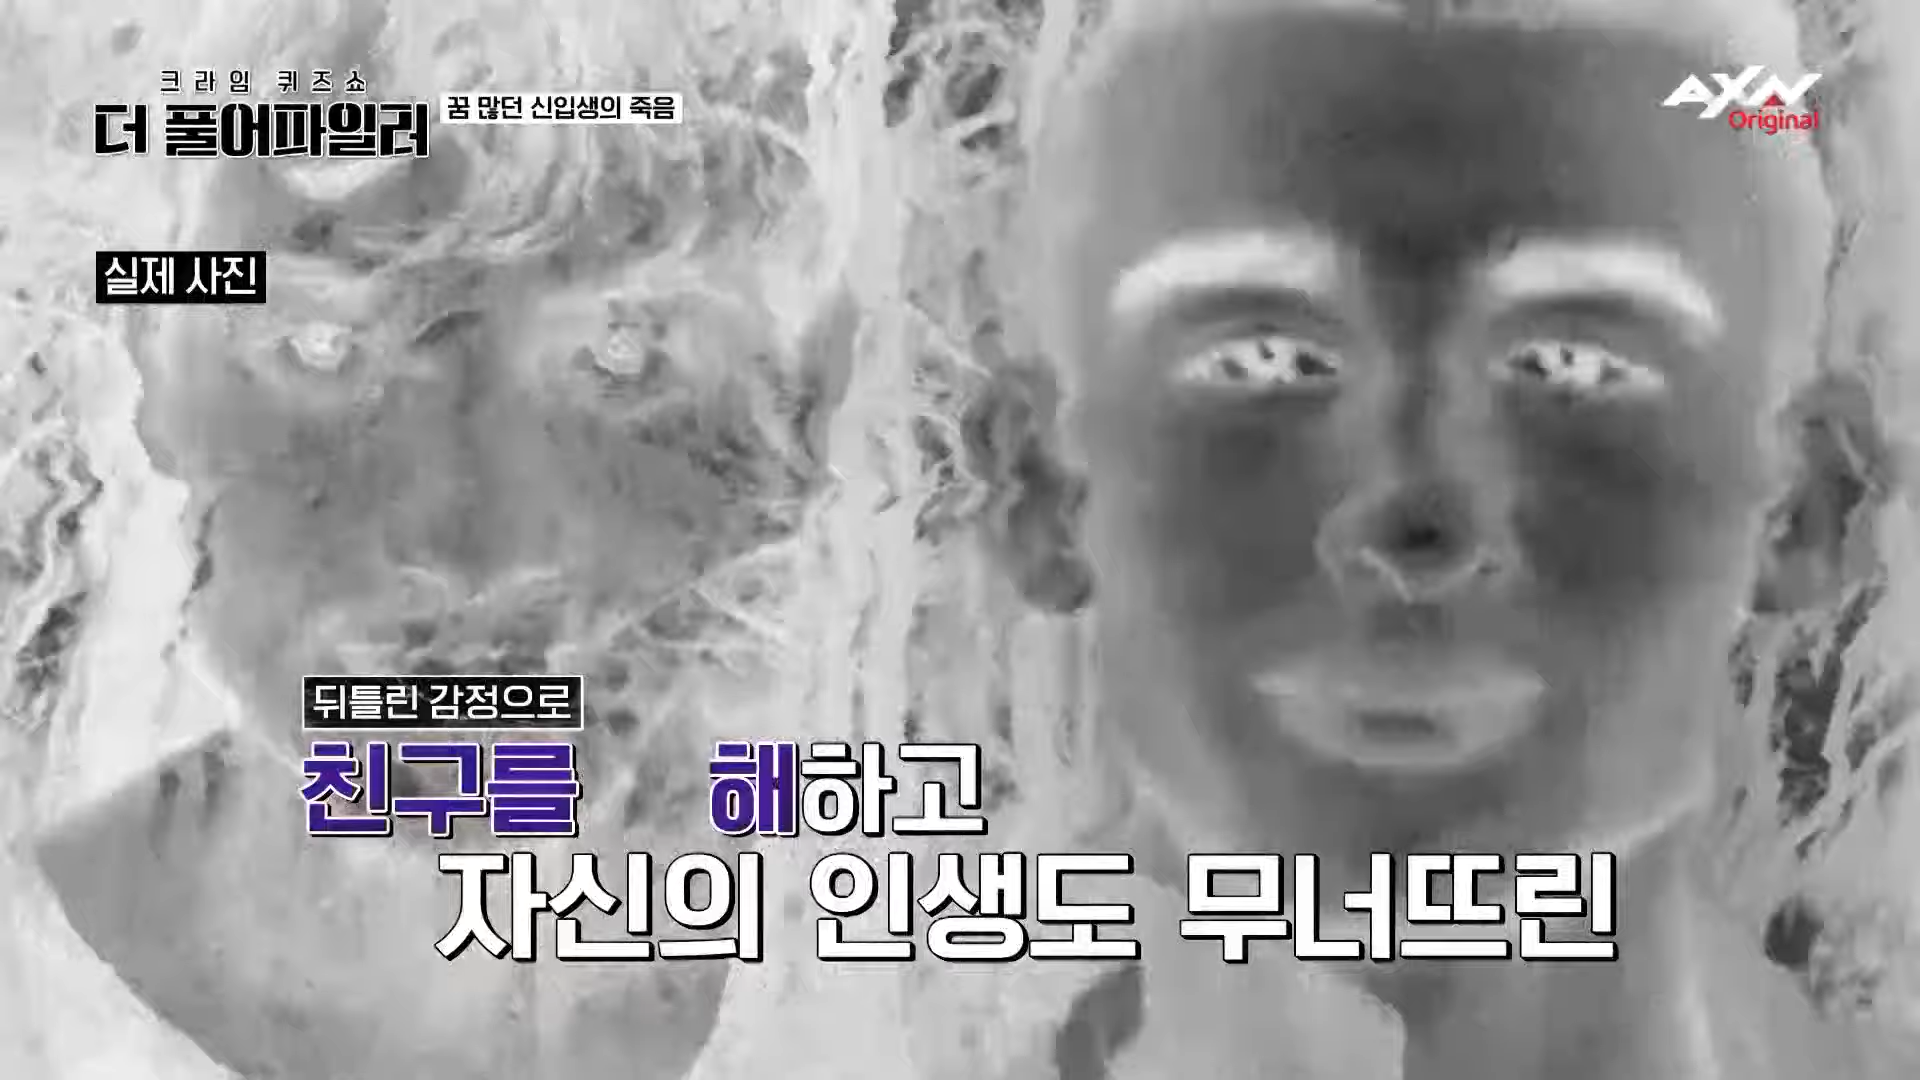 크라임 퀴즈쇼
더 풀어파일러
꿈 많던 신입생의 죽음
AXN
Original
실제 사진
뒤틀린 감정으로
친구를 해하고
자신의 인생도 무너뜨린